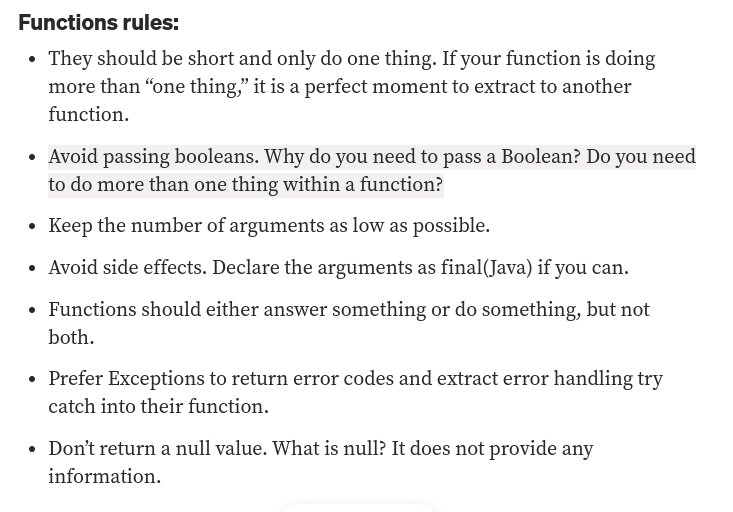 Functions rules:
• They should be short and only do one thing. If your function is doing
more than “one thing,” it is a perfect moment to extract to another
function.
• Avoid passing booleans. Why do you need to pass a Boolean? Do you need
to do more than one thing within a function?
• Keep the number of arguments as low as possible.
• Avoid side effects. Declare the arguments as final(Java) if you can.
• Functions should either answer something or do something, but not
both.
• Prefer Exceptions to return error codes and extract error handling try
catch into their function.
• Don’t return a null value. What is null? It does not provide any
information.